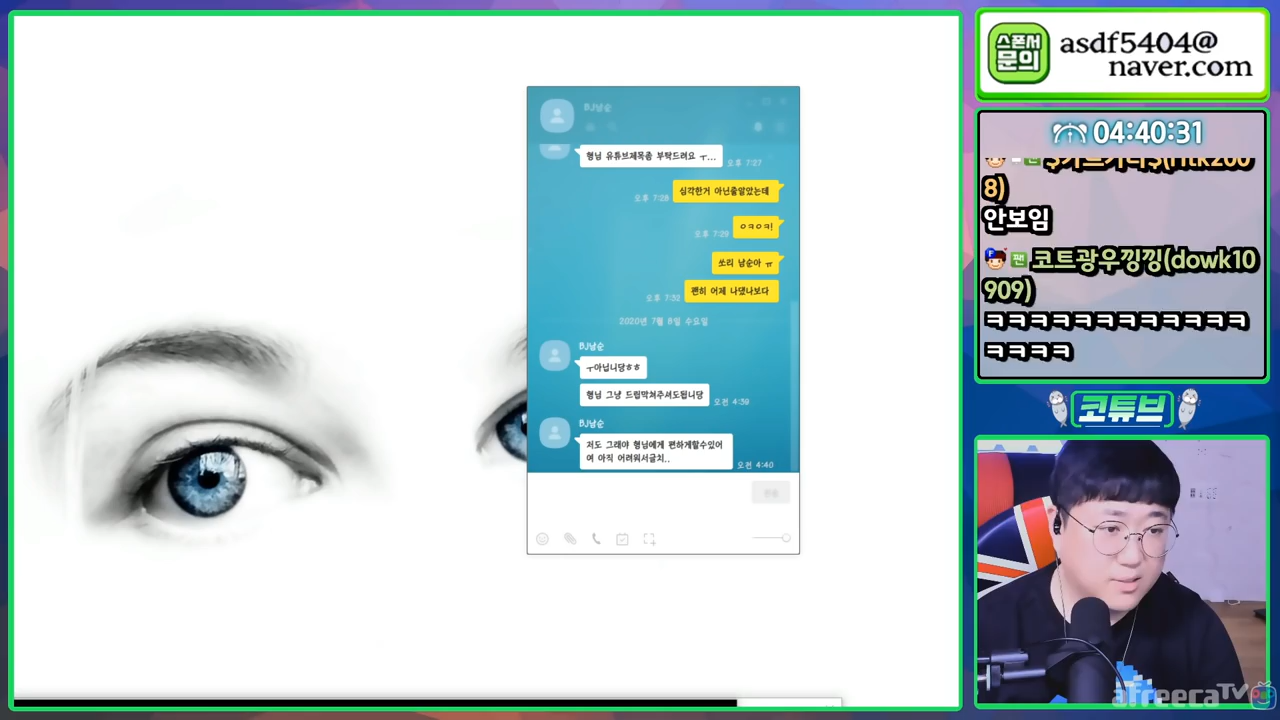 BJ남순
형님 유튜브제목좀 부탁드려요 ㅜ...
오후 7:27
심각한거 아닌줄알았는데
오후 7:28
ㅇㅋㅇㅋ!
오후 7:29
쏘리 남순아 ㅠ
편히 어제 나댔나보다
오후 7:32
2020년 7월 8일 수요일
BJ남순
ㅜ아닙니당ㅎㅎ
형님 그냥 드립막쳐주셔도됩니당
오전 4:39
BJ남순
저도 그래야 형님에게 편하게할수있어
여 아직 어려워서글치..
오전 4:40
스폰서
문의
asdf5404@
naver.com
04:40:31
8)
안보임
팬 코트광우낑낑(dowk10
909)
ㅋㅋㅋㅋㅋㅋㅋㅋㅋㅋㅋㅋ
ㅋㅋㅋㅋ
코튜브
afreecaTV